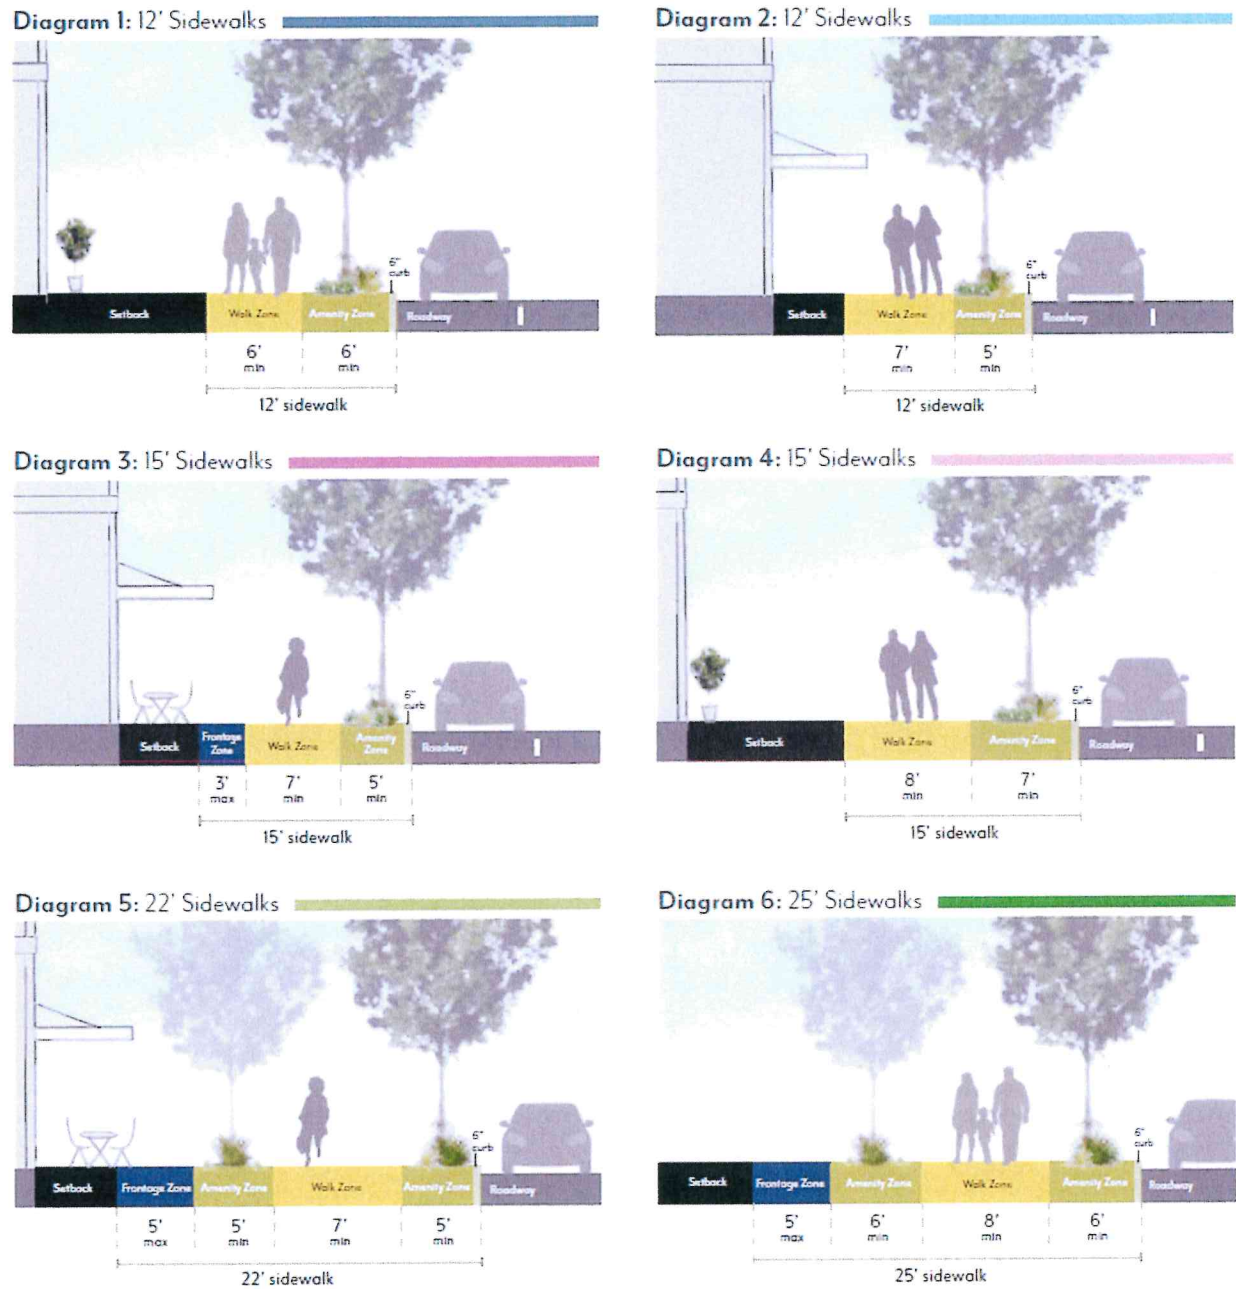 Diagram 1: 12' Sidewalks
6"
curb
Setback Walk Zone Amenity Zone Roadway
6' 6'
min min
12' sidewalk
Diagram 2: 12' Sidewalks
6"
curb
Setback Walk Zone Amenity Zone Roadway
7' 5'
min min
12' sidewalk
Diagram 3: 15' Sidewalks
6"
curb
Setback Frontage Zone Walk Zone Amenity Zone Roadway
3' 7' 5'
max min min
15' sidewalk
Diagram 4: 15' Sidewalks
6"
curb
Setback Walk Zone Amenity Zone Roadway
8' 7'
min min
15' sidewalk
Diagram 5: 22' Sidewalks
6"
curb
Setback Frontage Zone Amenity Zone Walk Zone Amenity Zone Roadway
5' 5' 7' 5'
max min min min
22' sidewalk
Diagram 6: 25' Sidewalks
6"
curb
Setback Frontage Zone Amenity Zone Walk Zone Amenity Zone Roadway
5' 6' 8' 6'
max min min min
25' sidewalk